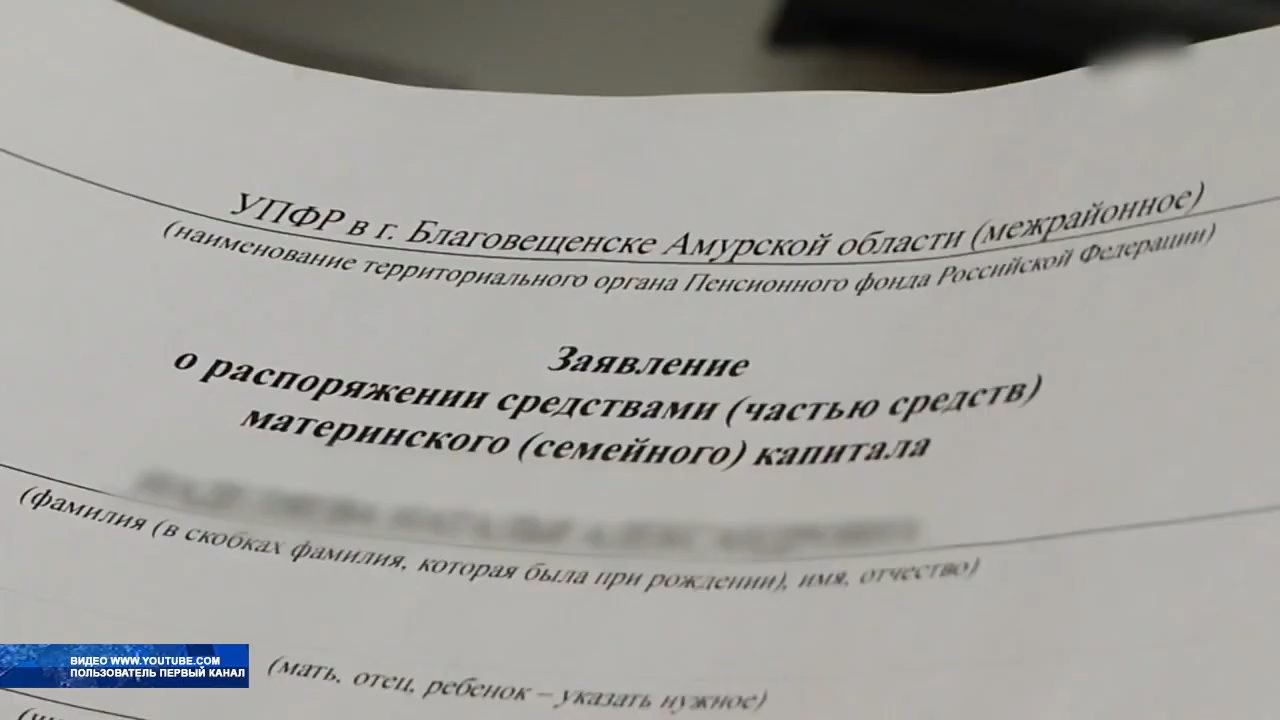 УПФР в г. Благовещенске Амурской области (межрайонное)
(наименование территориального органа Пенсионного фонда Российской Федерации)
Заявление
о распоряжении средствами (частью средств)
материнского (семейного) капитала
(фамилия (в скобках фамилия, которая была при рождении), имя, отчество)
(мать, отец, ребенок – указать нужное)
ВИДЕО WWW.YOUTUBE.COM
ПОЛЬЗОВАТЕЛЬ ПЕРВЫЙ КАНАЛ